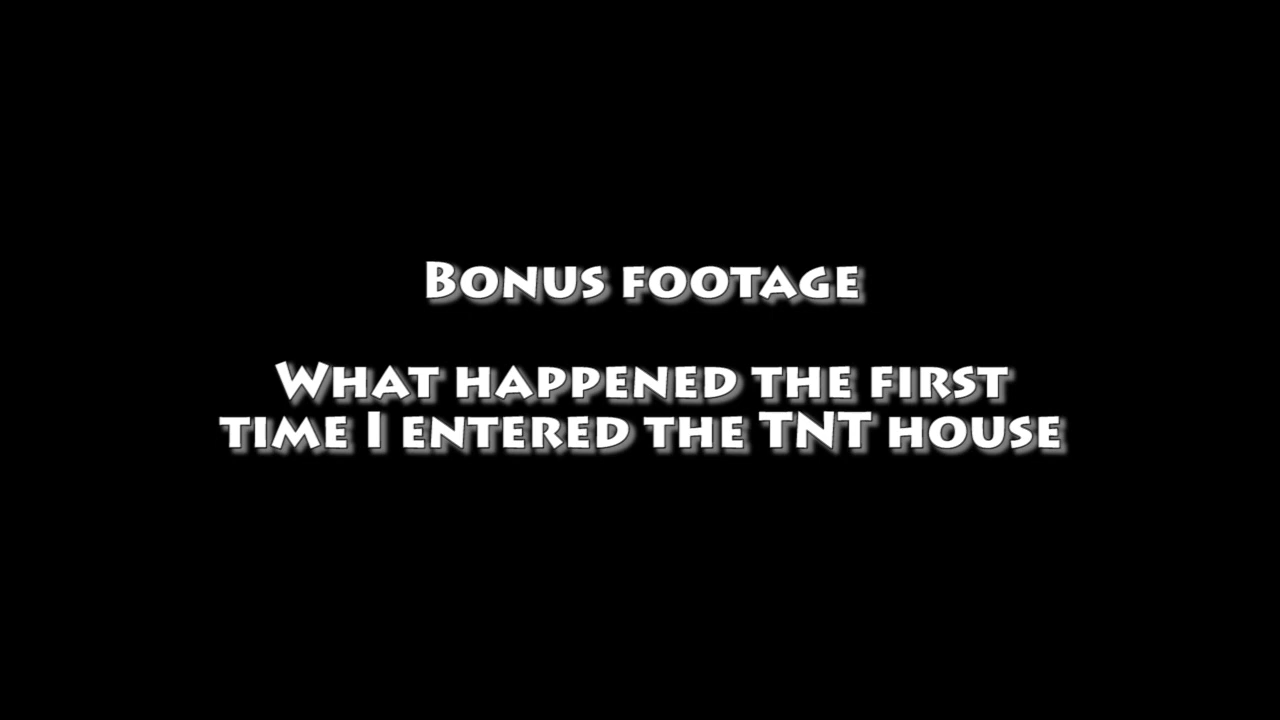 Bonus footage
What happened the first
time I entered the TNT house